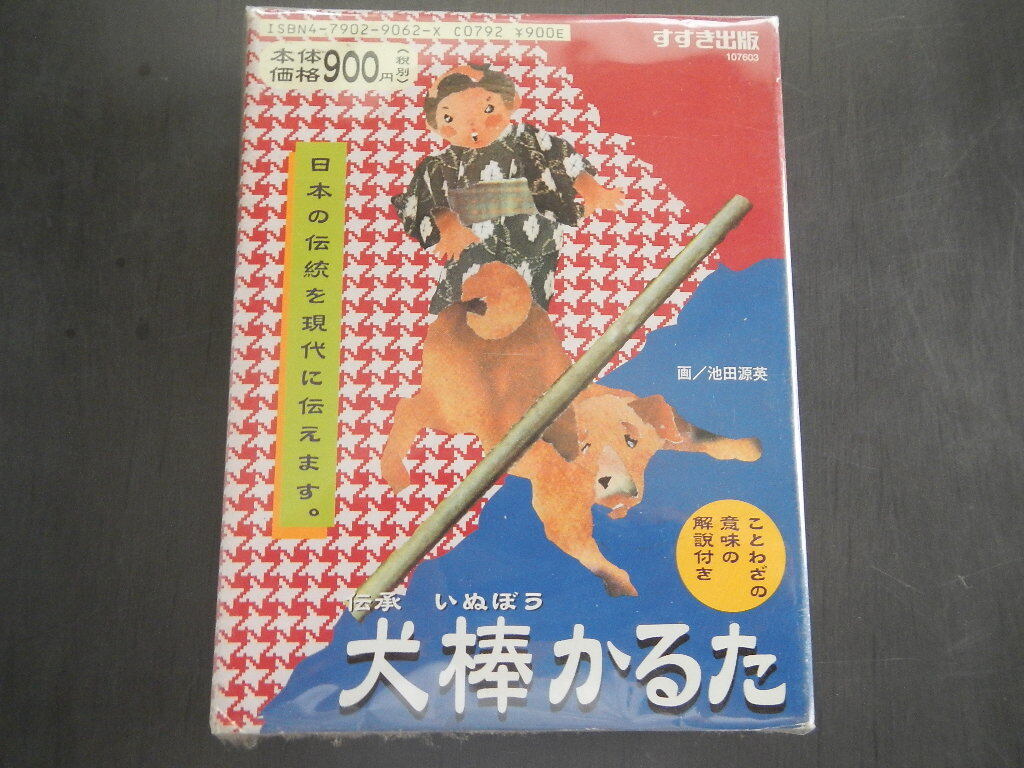 ISBN4-7902-9062-X C0792 ¥900E
すずき出版
107603
本体
価格900円(税別)
日本の伝統を現代に伝えます。
画/池田源英
ことわざの
意味の
解説付き
伝承 いぬぼう
犬棒かるた